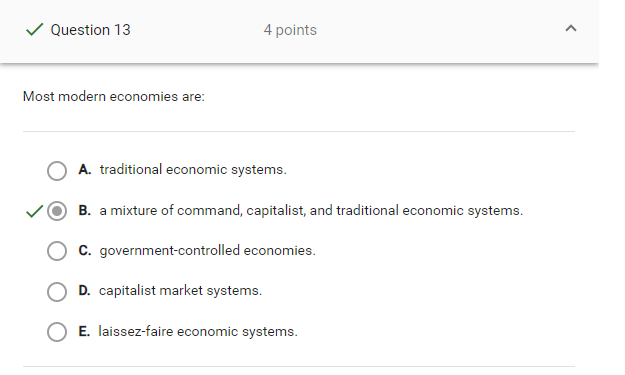 Question 13 4 points
Most modern economies are:
A. traditional economic systems.
B. a mixture of command, capitalist, and traditional economic systems.
C. government-controlled economies.
D. capitalist market systems.
E. laissez-faire economic systems.